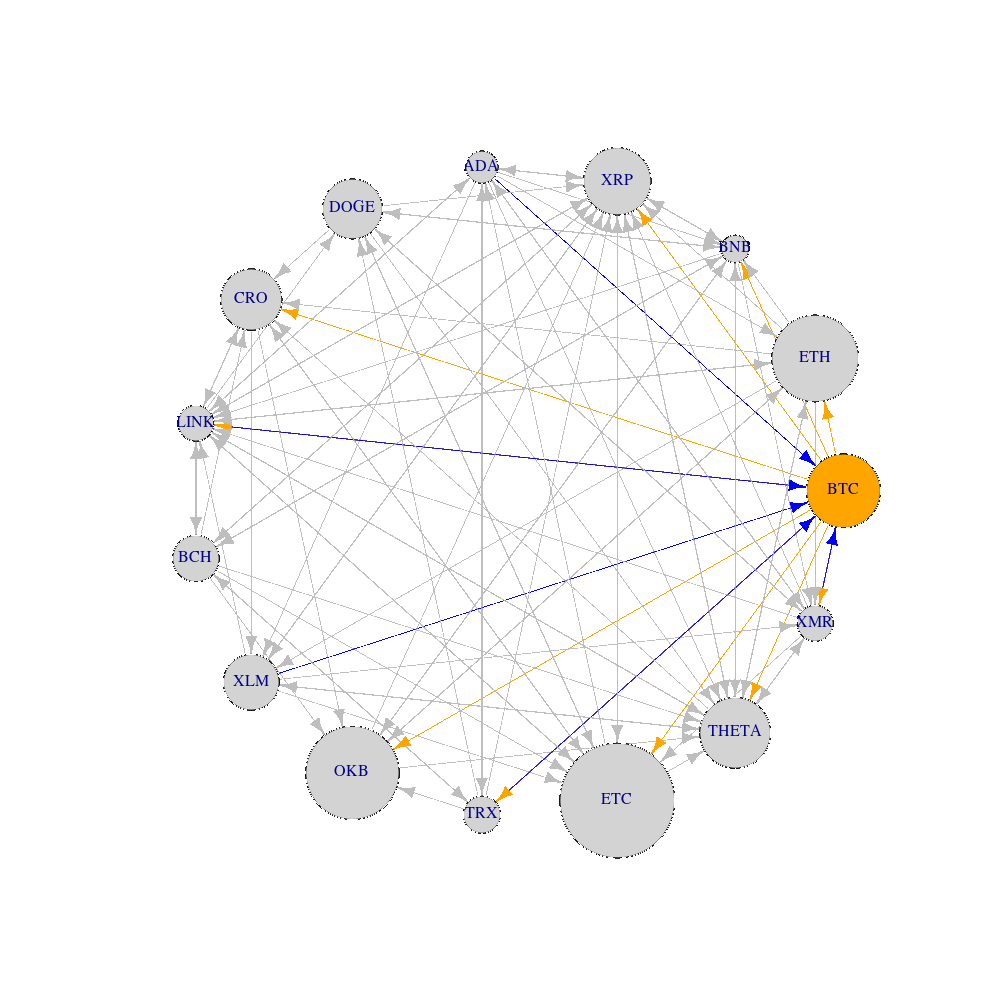 ADA
XRP
DOGE
BNB
CRO
ETH
LINK
BTC
BCH
XMR
XLM
THETA
OKB
ETC
TRX